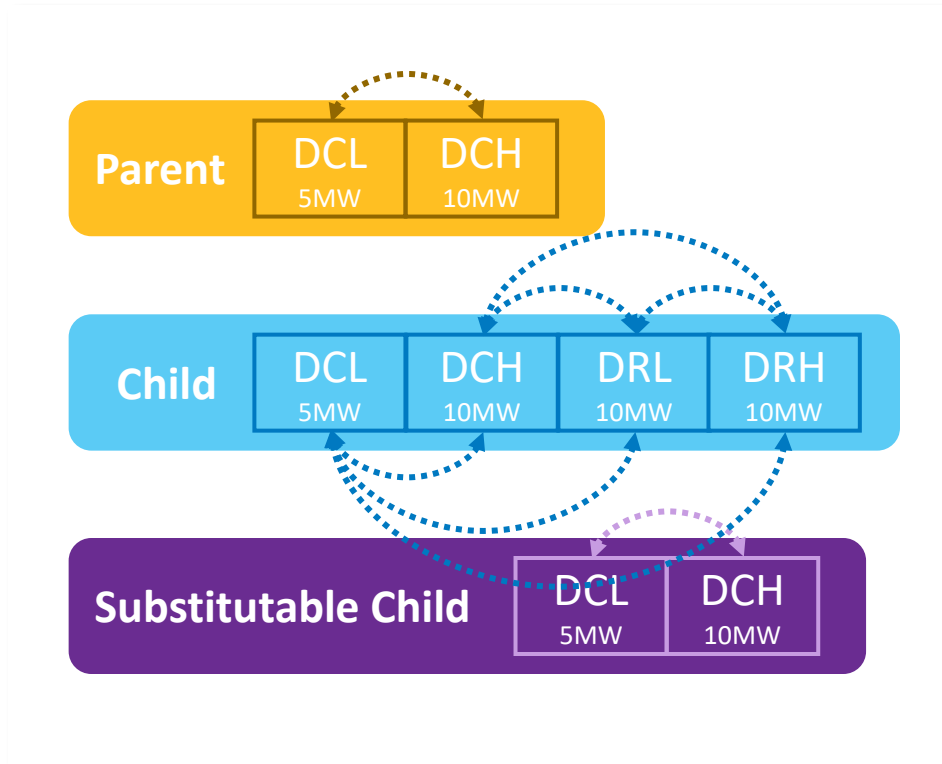 Parent
DCL
5MW
DCH
10MW
Child
DCL
5MW
DCH
10MW
DRL
10MW
DRH
10MW
Substitutable Child
DCL
5MW
DCH
10MW